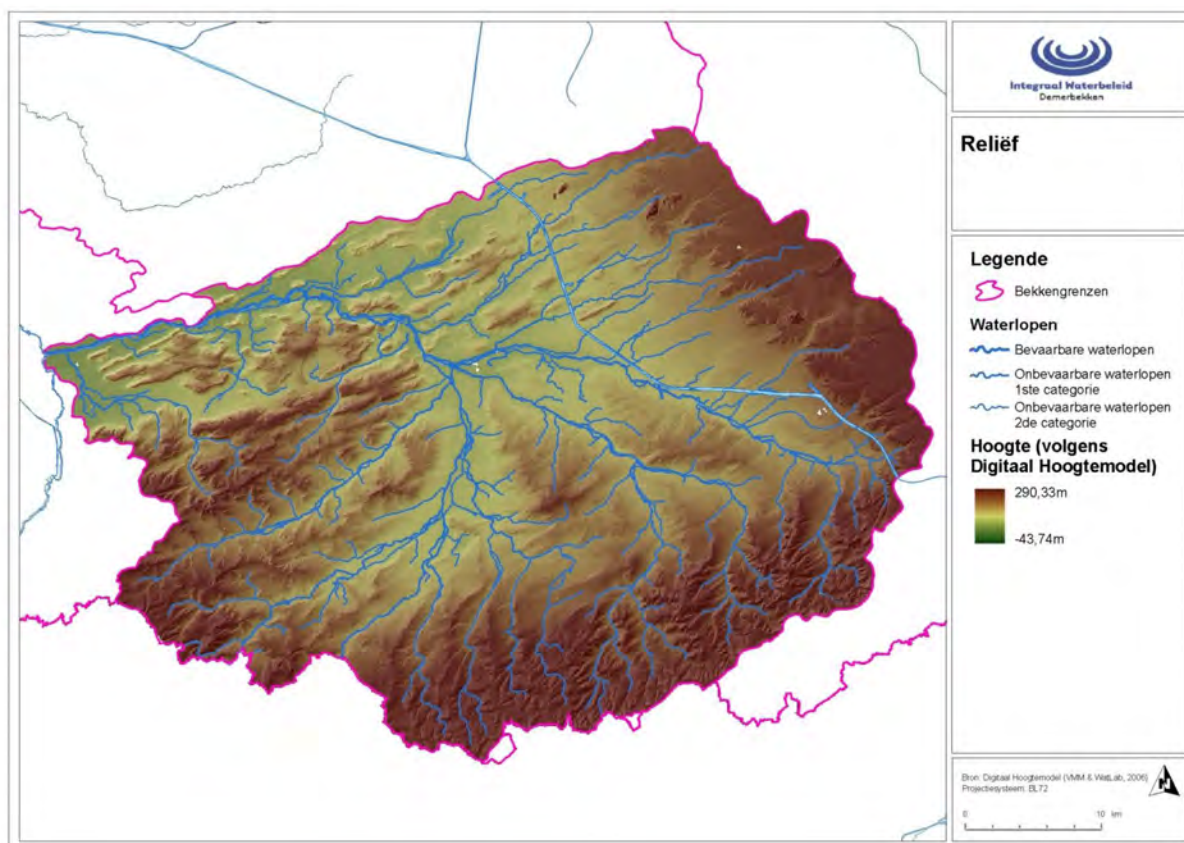 Integraal Waterbeleid
Demerbekken
Reliëf
Legende
Bekkengrenzen
Waterlopen
Bevaarbare waterlopen
Onbevaarbare waterlopen
1ste categorie
Onbevaarbare waterlopen
2de categorie
Hoogte (volgens
Digitaal Hoogtemodel)
290,33m
-43,74m
Bron: Digitaal Hoogtemodel (VMM & WatLab, 2006)
Projectiesysteem: BL72
0 10 km